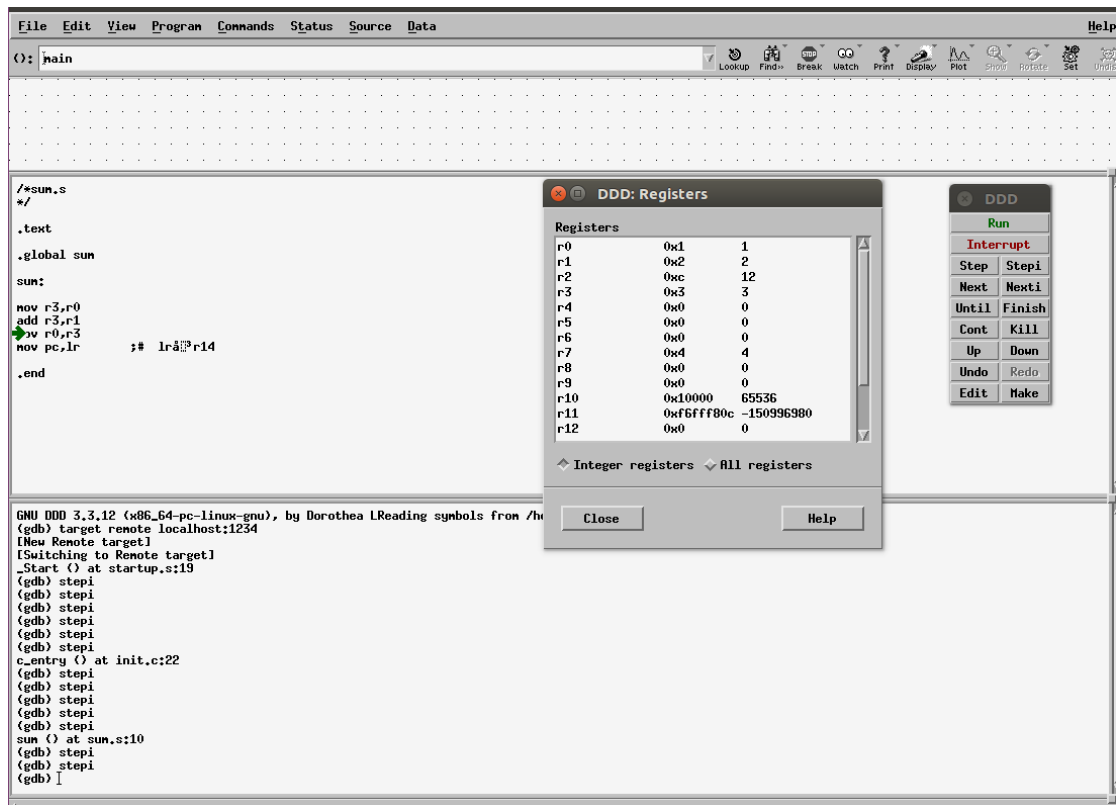 File Edit View Program Commands Status Source Data Help
(): main
Lookup Find>> Break Watch Print Display Plot Show Rotate Set Undis
/*sum.s
*/
.text
.global sum
sum:
mov r3,r0
add r3,r1
ov r0,r3
mov pc,lr ;# r14
.end
DDD: Registers
Registers
r0 0x1 1
r1 0x2 2
r2 0xc 12
r3 0x3 3
r4 0x0 0
r5 0x0 0
r6 0x0 0
r7 0x4 4
r8 0x0 0
r9 0x0 0
r10 0x10000 65536
r11 0xf6fff80c -150996980
r12 0x0 0
Integer registers All registers
Close Help
DDD
Run
Interrupt
Step Stepi
Next Nexti
Until Finish
Cont Kill
Up Down
Undo Redo
Edit Make
GNU DDD 3.3.12 (x86_64-pc-linux-gnu), by Dorothea LReading symbols from
(gdb) target remote localhost:1234
[New Remote target]
[Switching to Remote target]
_Start () at startup.s:19
(gdb) stepi
(gdb) stepi
(gdb) stepi
(gdb) stepi
(gdb) stepi
(gdb) stepi
c_entry () at init.c:22
(gdb) stepi
(gdb) stepi
(gdb) stepi
(gdb) stepi
(gdb) stepi
sum () at sum.s:10
(gdb) stepi
(gdb) stepi
(gdb)